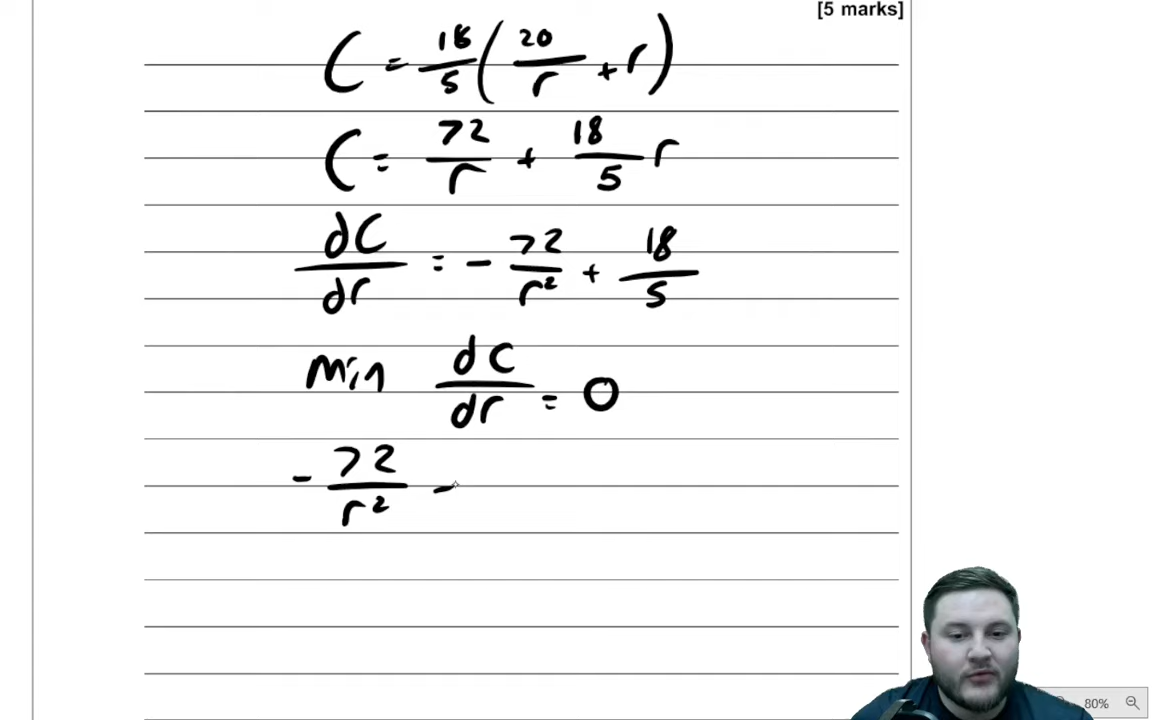 [5 marks]
C = 18/5 ( 20/r + r )
C = 72/r + 18/5 r
dC/dr = - 72/r² + 18/5
Min dC/dr = 0
- 72/r² -
80%